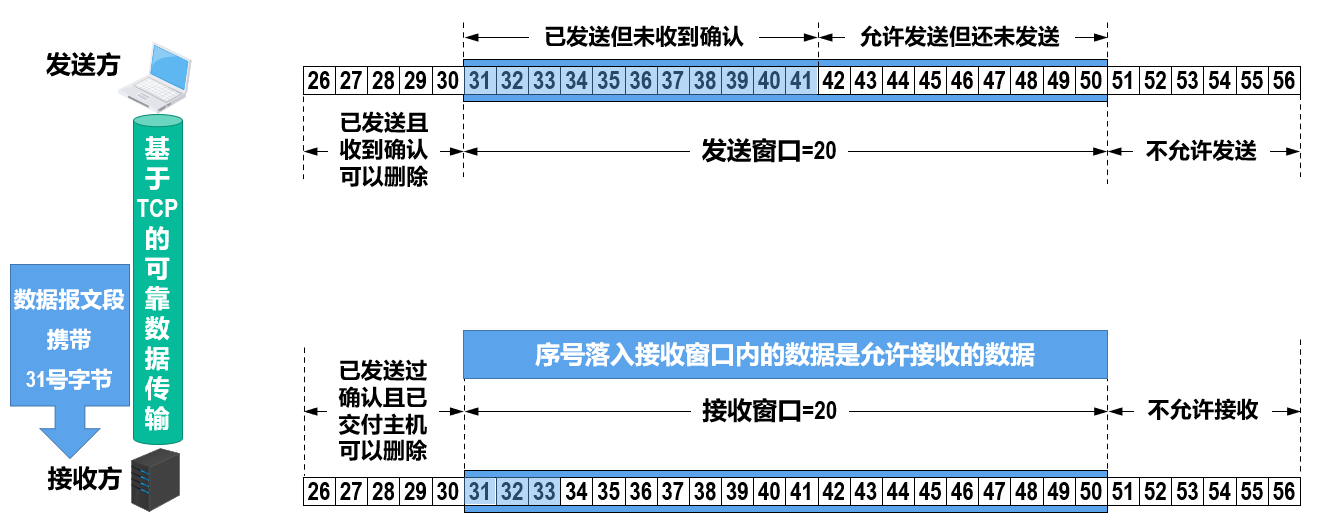 发送方
已发送但未收到确认
允许发送但还未发送
26 27 28 29 30 31 32 33 34 35 36 37 38 39 40 41 42 43 44 45 46 47 48 49 50 51 52 53 54 55 56
已发送且
收到确认
可以删除
发送窗口=20
不允许发送
基
于
TCP
的
可
靠
数
据
传
输
数据报文段
携带
31号字节
接收方
序号落入接收窗口内的数据是允许接收的数据
已发送过
确认且已
交付主机
可以删除
接收窗口=20
不允许接收
26 27 28 29 30 31 32 33 34 35 36 37 38 39 40 41 42 43 44 45 46 47 48 49 50 51 52 53 54 55 56